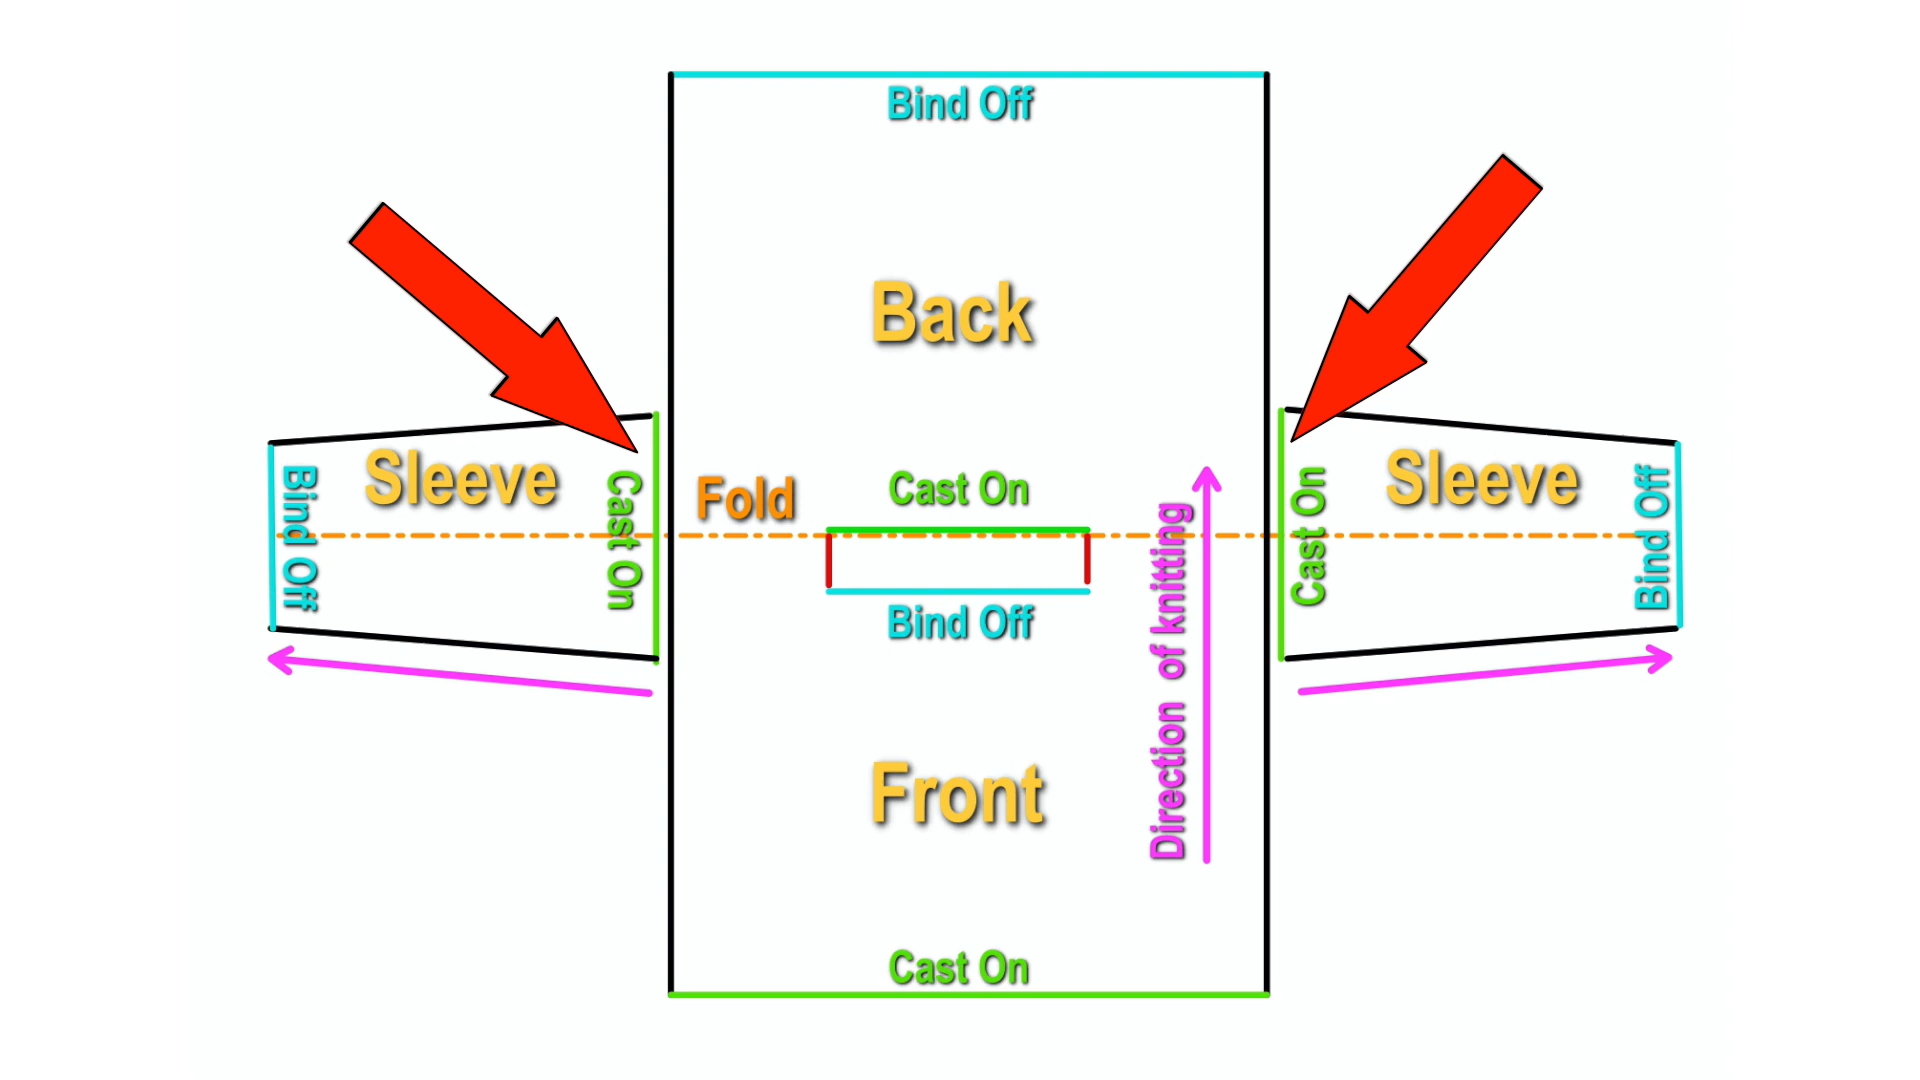 Bind Off
Back
Sleeve
Sleeve
Bind Off
Cast On
Fold
Cast On
Cast On
Bind Off
Bind Off
Direction of knitting
Front
Cast On